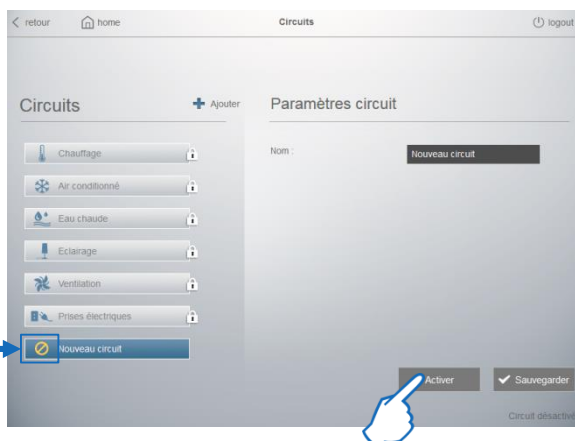 retour
home
Circuits
logout
Circuits
Ajouter
Paramètres circuit
Chauffage
Air conditionné
Eau chaude
Eclairage
Ventilation
Prises électriques
Nouveau circuit
Nom :
Nouveau circuit
Activer
Sauvegarder
Circuit désactivé